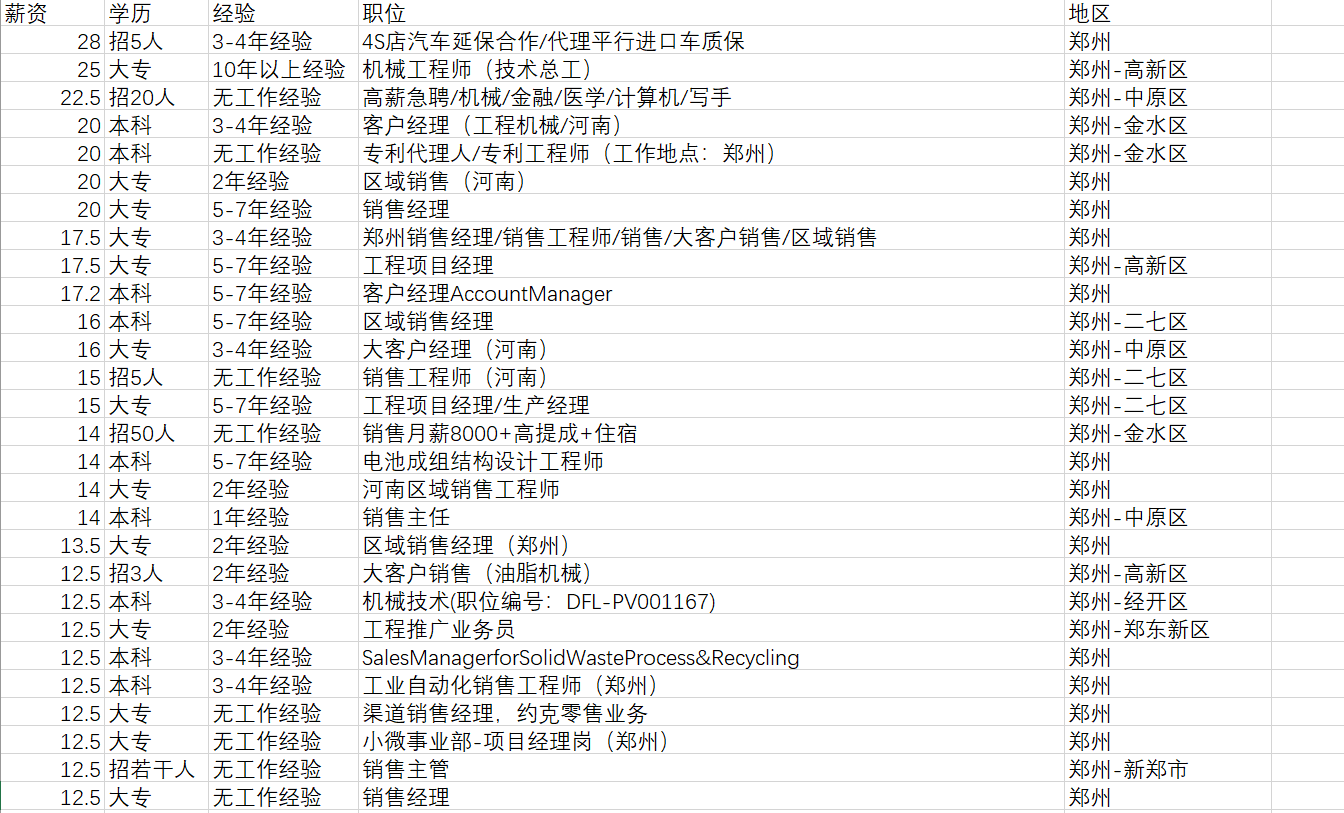 薪资 学历 经验 职位 地区
28 招5人 3-4年经验 4S店汽车延保合作/代理平行进口车质保 郑州
25 大专 10年以上经验 机械工程师（技术总工） 郑州-高新区
22.5 招20人 无工作经验 高薪急聘/机械/金融/医学/计算机/写手 郑州-中原区
20 本科 3-4年经验 客户经理（工程机械/河南） 郑州-金水区
20 本科 无工作经验 专利代理人/专利工程师（工作地点：郑州） 郑州-金水区
20 大专 2年经验 区域销售（河南） 郑州
20 大专 5-7年经验 销售经理 郑州
17.5 大专 3-4年经验 郑州销售经理/销售工程师/销售/大客户销售/区域销售 郑州
17.5 大专 5-7年经验 工程项目经理 郑州-高新区
17.2 本科 5-7年经验 客户经理AccountManager 郑州
16 本科 5-7年经验 区域销售经理 郑州-二七区
16 大专 3-4年经验 大客户经理（河南） 郑州-中原区
15 招5人 无工作经验 销售工程师（河南） 郑州-二七区
15 大专 5-7年经验 工程项目经理/生产经理 郑州-二七区
14 招50人 无工作经验 销售月薪8000+高提成+住宿 郑州-金水区
14 本科 5-7年经验 电池成组结构设计工程师 郑州
14 大专 2年经验 河南区域销售工程师 郑州
14 本科 1年经验 销售主任 郑州-中原区
13.5 大专 2年经验 区域销售经理（郑州） 郑州
12.5 招3人 2年经验 大客户销售（油脂机械） 郑州-高新区
12.5 本科 3-4年经验 机械技术(职位编号：DFL-PV001167) 郑州-经开区
12.5 大专 2年经验 工程推广业务员 郑州-郑东新区
12.5 本科 3-4年经验 SalesManagerforSolidWasteProcess&Recycling 郑州
12.5 本科 3-4年经验 工业自动化销售工程师（郑州） 郑州
12.5 大专 无工作经验 渠道销售经理，约克零售业务 郑州
12.5 大专 无工作经验 小微事业部-项目经理岗（郑州） 郑州
12.5 招若干人 无工作经验 销售主管 郑州-新郑市
12.5 大专 无工作经验 销售经理 郑州